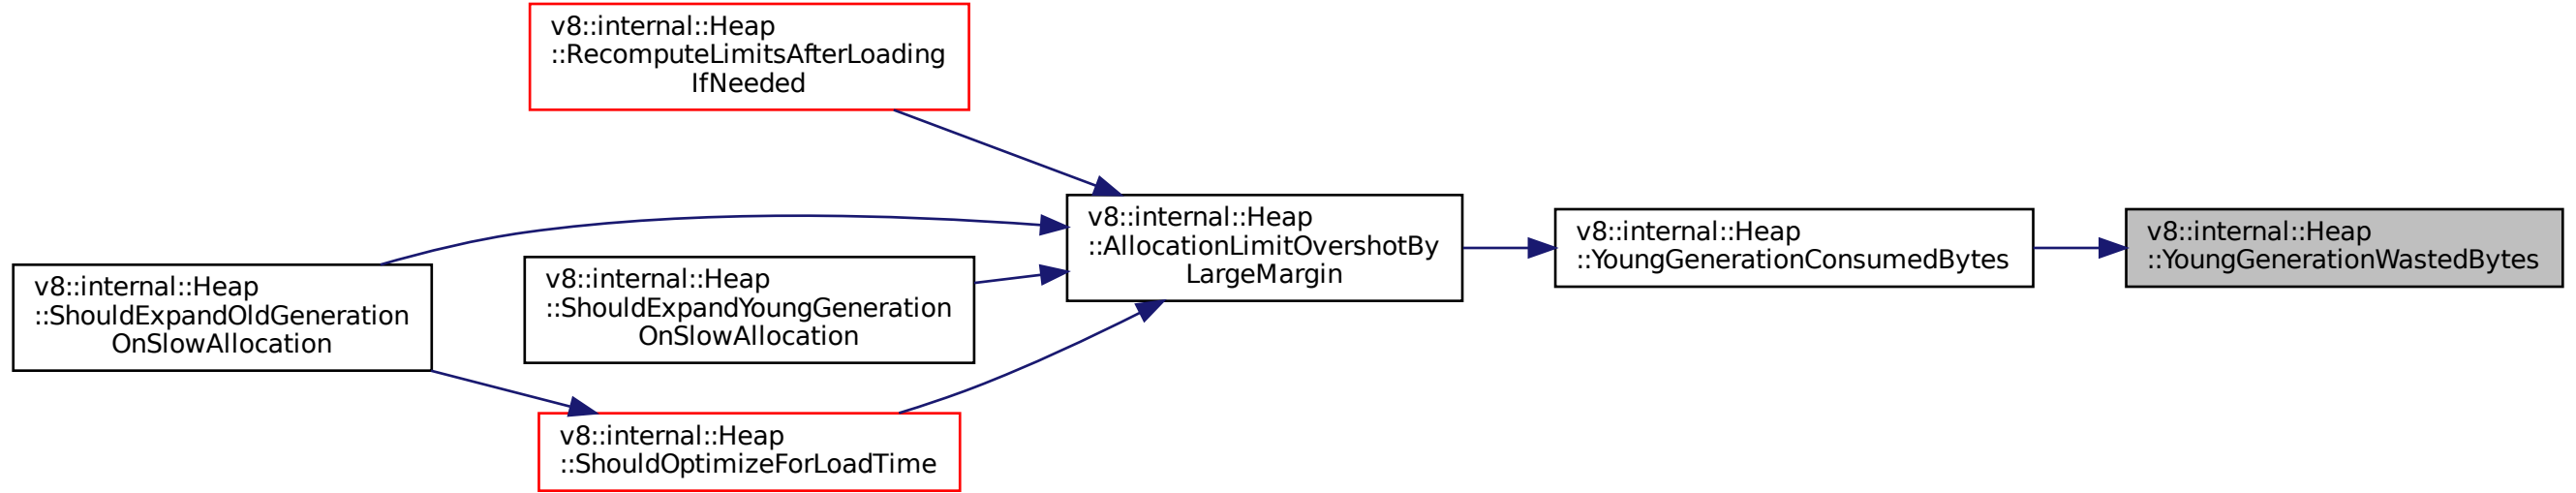 v8::internal::Heap
::RecomputeLimitsAfterLoading
IfNeeded
v8::internal::Heap
::AllocationLimitOvershotBy
LargeMargin
v8::internal::Heap
::YoungGenerationConsumedBytes
v8::internal::Heap
::YoungGenerationWastedBytes
v8::internal::Heap
::ShouldExpandOldGeneration
OnSlowAllocation
v8::internal::Heap
::ShouldExpandYoungGeneration
OnSlowAllocation
v8::internal::Heap
::ShouldOptimizeForLoadTime